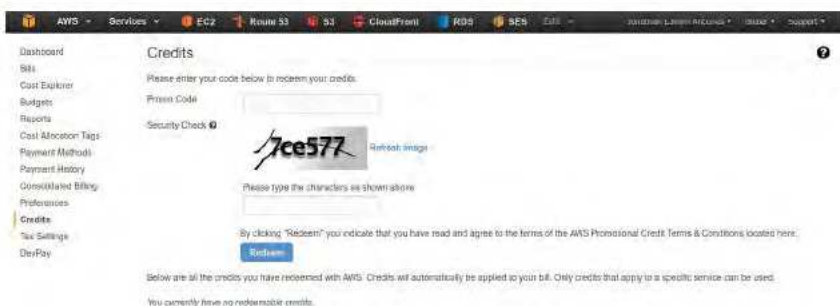 AWS Services EC2 Route 53 S3 CloudFront RDS SES Edit Support
Credits
Please enter your code below to redeem your credits.
Promo Code
Security Check
7ce577
Refresh Image
Please type the characters as shown above
By clicking "Redeem" you indicate that you have read and agree to the terms of the AWS Promotional Credit Terms & Conditions located here.
Redeem
Below are all the credits you have redeemed with AWS. Credits will automatically be applied to your bill. Only credits that apply to a specific service can be used.
You currently have no redeemable credits.
Dashboard
Bills
Cost Explorer
Budgets
Reports
Cost Allocation Tags
Payment Methods
Payment History
Consolidated Billing
Preferences
Credits
Tax Settings
DevPay